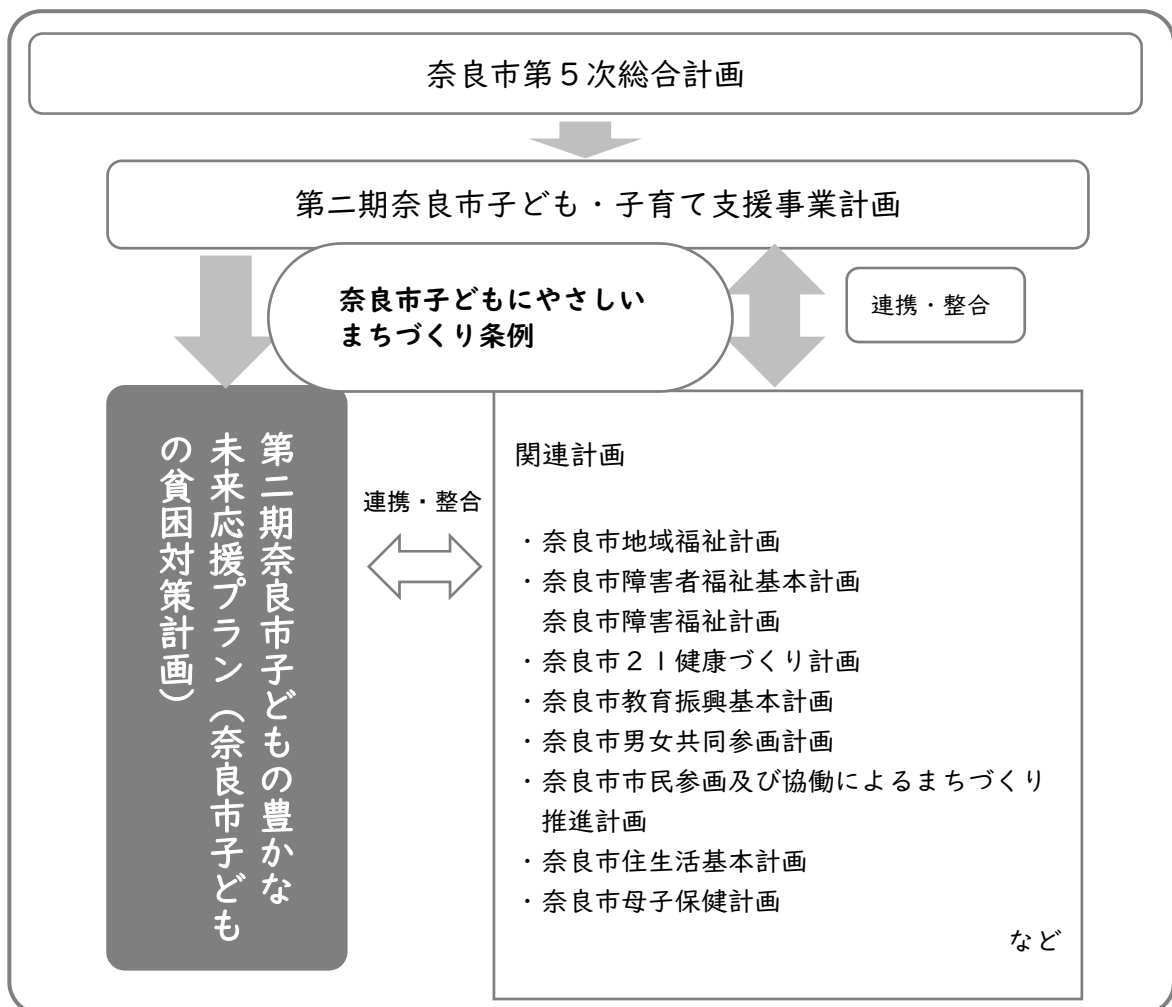 奈良市第５次総合計画
第二期奈良市子ども・子育て支援事業計画
奈良市子どもにやさしい
まちづくり条例
連携・整合
第二期奈良市子どもの豊かな
未来応援プラン（奈良市子ども
の貧困対策計画）
連携・整合
関連計画
・奈良市地域福祉計画
・奈良市障害者福祉基本計画
奈良市障害福祉計画
・奈良市２１健康づくり計画
・奈良市教育振興基本計画
・奈良市男女共同参画計画
・奈良市市民参画及び協働によるまちづくり
推進計画
・奈良市住生活基本計画
・奈良市母子保健計画
など